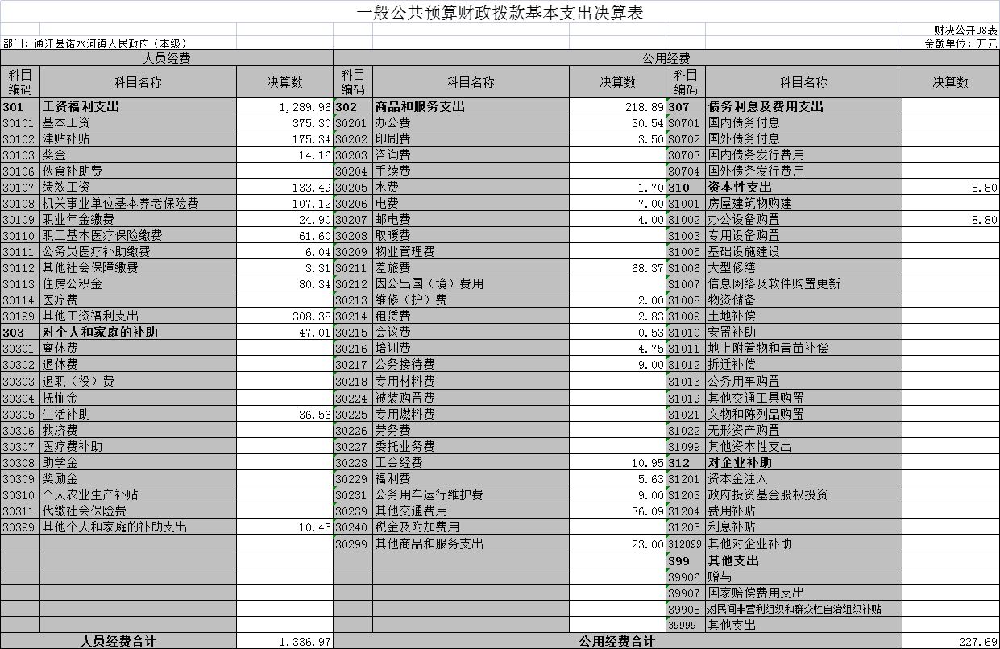 一般公共预算财政拨款基本支出决算表
财决公开08表
部门：通江县诺水河镇人民政府（本级） 金额单位：万元
人员经费 公用经费
科目编码 科目名称 决算数 科目编码 科目名称 决算数 科目编码 科目名称 决算数
301 工资福利支出 1,289.96 302 商品和服务支出 218.89 307 债务利息及费用支出
30101 基本工资 375.30 30201 办公费 30.54 30701 国内债务付息
30102 津贴补贴 175.34 30202 印刷费 3.50 30702 国外债务付息
30103 奖金 14.16 30203 咨询费 30703 国内债务发行费用
30106 伙食补助费 30204 手续费 30704 国外债务发行费用
30107 绩效工资 133.49 30205 水费 1.70 310 资本性支出 8.80
30108 机关事业单位基本养老保险费 107.12 30206 电费 7.00 31001 房屋建筑物购建
30109 职业年金缴费 24.90 30207 邮电费 4.00 31002 办公设备购置 8.80
30110 职工基本医疗保险缴费 61.60 30208 取暖费 31003 专用设备购置
30111 公务员医疗补助缴费 6.04 30209 物业管理费 31005 基础设施建设
30112 其他社会保障缴费 3.31 30211 差旅费 68.37 31006 大型修缮
30113 住房公积金 80.34 30212 因公出国（境）费用 31007 信息网络及软件购置更新
30114 医疗费 30213 维修（护）费 2.00 31008 物资储备
30199 其他工资福利支出 308.38 30214 租赁费 2.83 31009 土地补偿
303 对个人和家庭的补助 47.01 30215 会议费 0.53 31010 安置补助
30301 离休费 30216 培训费 4.75 31011 地上附着物和青苗补偿
30302 退休费 30217 公务接待费 9.00 31012 拆迁补偿
30303 退职（役）费 30218 专用材料费 31013 公务用车购置
30304 抚恤金 30224 被装购置费 31019 其他交通工具购置
30305 生活补助 36.56 30225 专用燃料费 31021 文物和陈列品购置
30306 救济费 30226 劳务费 31022 无形资产购置
30307 医疗费补助 30227 委托业务费 31099 其他资本性支出
30308 助学金 30228 工会经费 10.95 312 对企业补助
30309 奖励金 30229 福利费 5.63 31201 资本金注入
30310 个人农业生产补贴 30231 公务用车运行维护费 9.00 31203 政府投资基金股权投资
30311 代缴社会保险费 30239 其他交通费用 36.09 31204 费用补贴
30399 其他个人和家庭的补助支出 10.45 30240 税金及附加费用 31205 利息补贴
30299 其他商品和服务支出 23.00 312099 其他对企业补助
399 其他支出
39906 赠与
39907 国家赔偿费用支出
39908 对民间非营利组织和群众性自治组织补贴
39999 其他支出
人员经费合计 1,336.97 公用经费合计 227.69